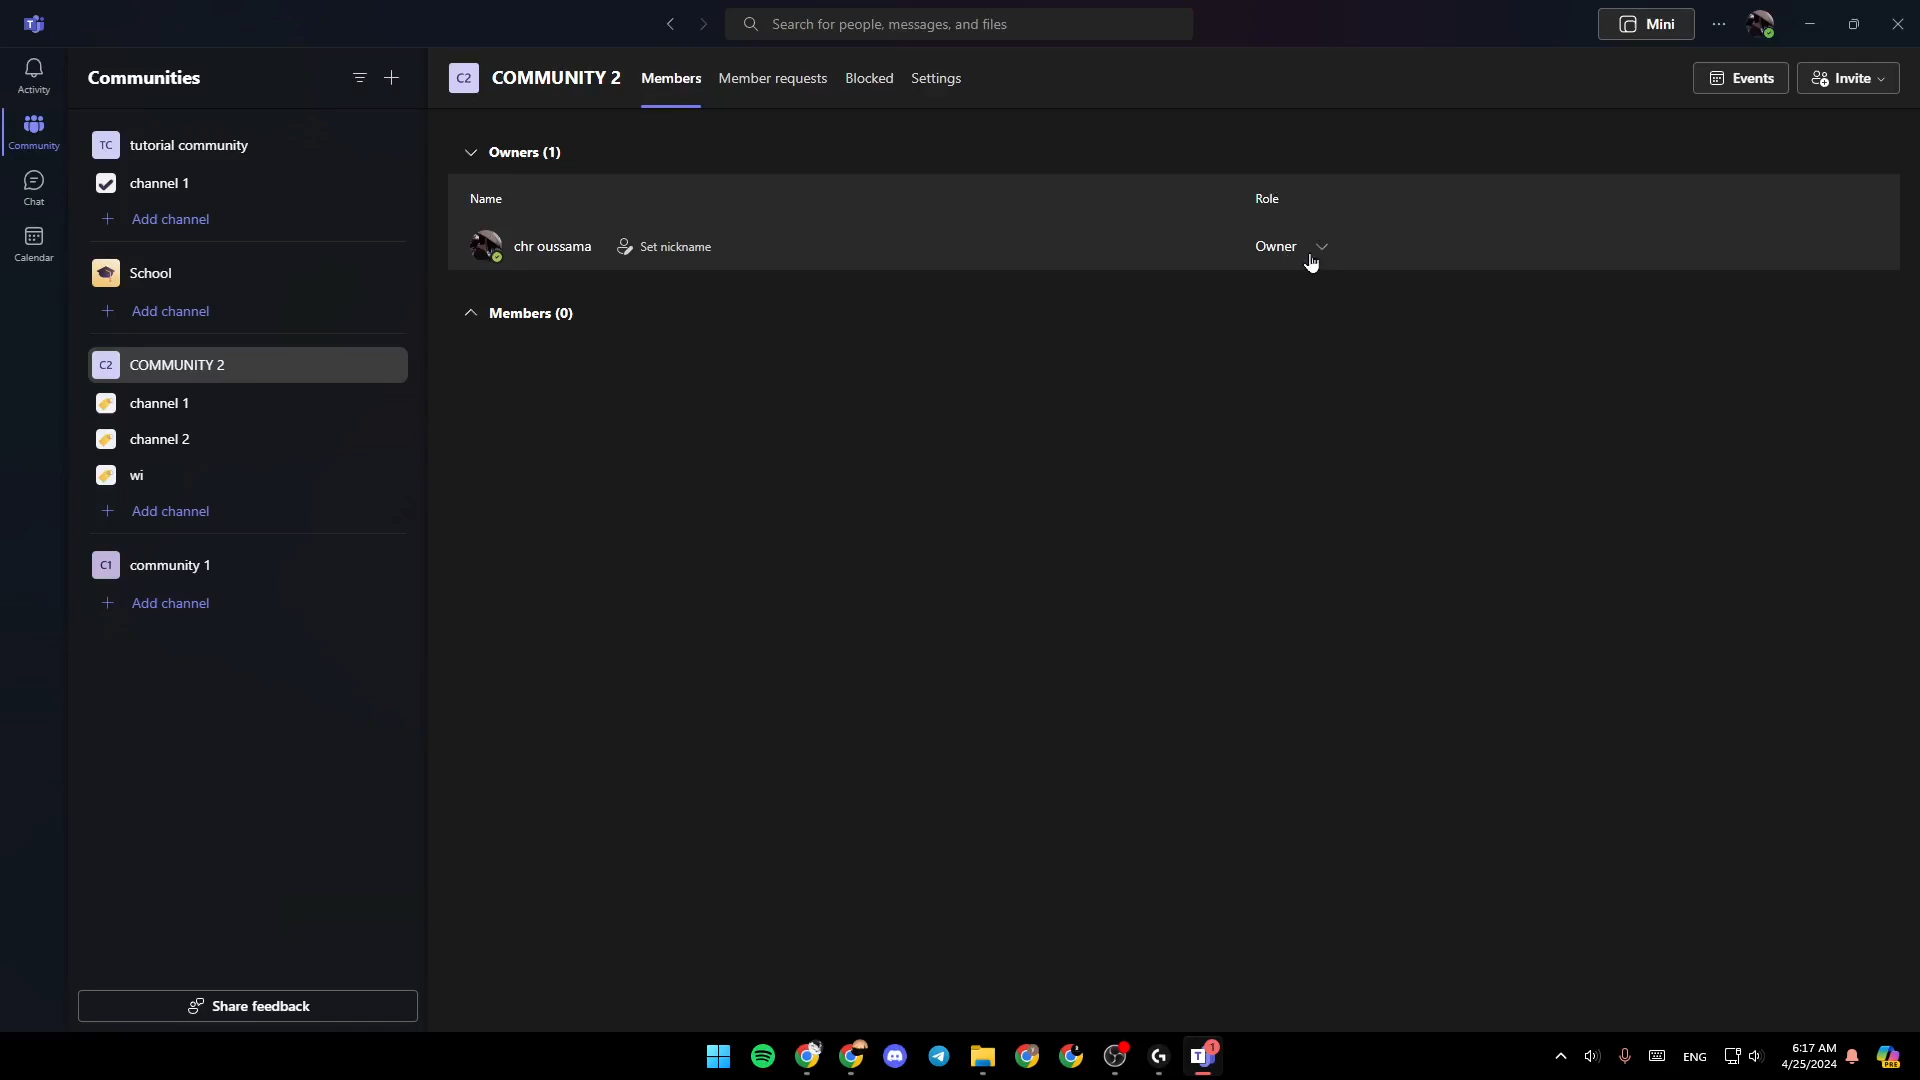 Search for people, messages, and files
Mini
Activity
Community
Chat
Calendar
Communities
TC tutorial community
channel 1
Add channel
School
Add channel
C2 COMMUNITY 2
channel 1
channel 2
wi
Add channel
C1 community 1
Add channel
Share feedback
C2 COMMUNITY 2 Members Member requests Blocked Settings
Events
Invite
Owners (1)
Name Role
chr oussama Set nickname Owner
Members (0)
1
ENG
6:17 AM
4/25/2024
PRE